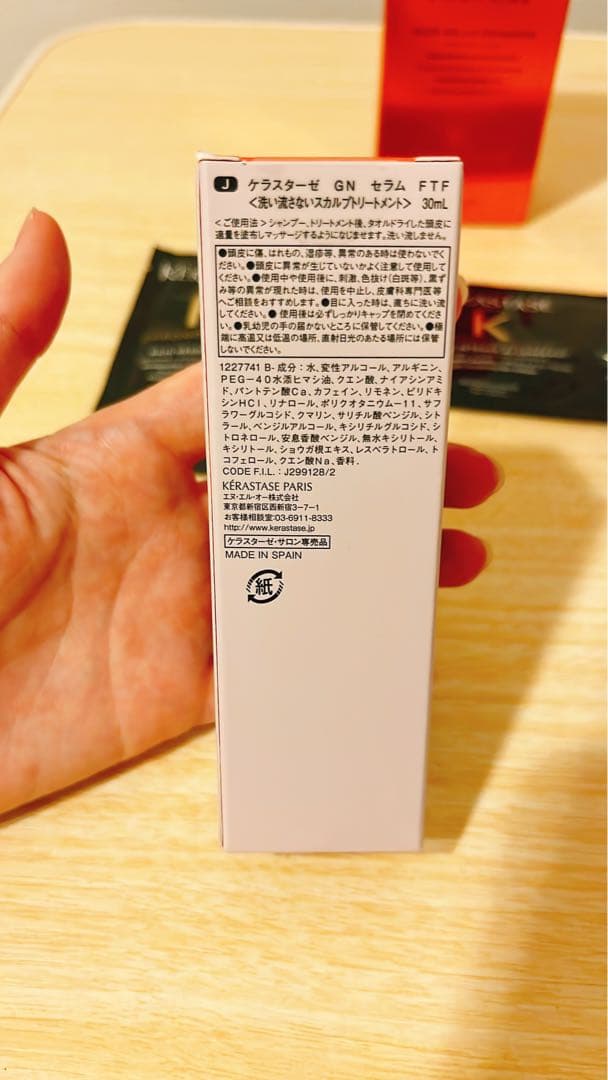 J ケラスターゼ GN セラム FTF
<洗い流さないスカルプトリートメント> 30mL
<ご使用法>シャンプー、トリートメント後、タオルドライした頭皮に
適量を塗布しマッサージするようになじませます。洗い流しません。
●頭皮に傷、はれもの、湿疹等、異常のある時は使わないでく
ださい。●頭皮に異常が生じていないかよく注意して使用して
ください。●使用中や使用後に、刺激、色抜け(白斑等)、黒ず
み等の異常が現れた時は、使用を中止し、皮膚科専門医等
へご相談をおすすめします。●目に入った時は、直ちに洗い流
してください。● 使用後は必ずしっかりキャップを閉めてくださ
い。●乳幼児の手の届かないところに保管してください。●極
端に高温又は低温の場所、直射日光のあたる場所には保管
しないでください。
1227741 B-成分:水、変性アルコール、アルギニン、
PEG-40水添ヒマシ油、クエン酸、ナイアシンアミ
ド、パンテン酸Ca、カフェイン、リモネン、ピリドキ
シンHCl、リナロール、ポリクオタニウム-11、サフ
ラワーグルコシド、クマリン、サリチル酸ベンジル、シト
ラール、ベンジルアルコール、キシリチルグルコシド、シ
トロネロール、安息香酸ベンジル、無水キシリトール、
キシリトール、ショウガ根エキス、レスベラトロール、ト
コフェロール、クエン酸Na、香料.
CODE F.I.L. : J299128/2
KÉRASTASE PARIS
エヌ・エル・オー株式会社
東京都新宿区西新宿3-7-1
お客様相談室:03-6911-8333
http://www.kerastase.jp
ケラスターゼ・サロン専売品
MADE IN SPAIN
紙